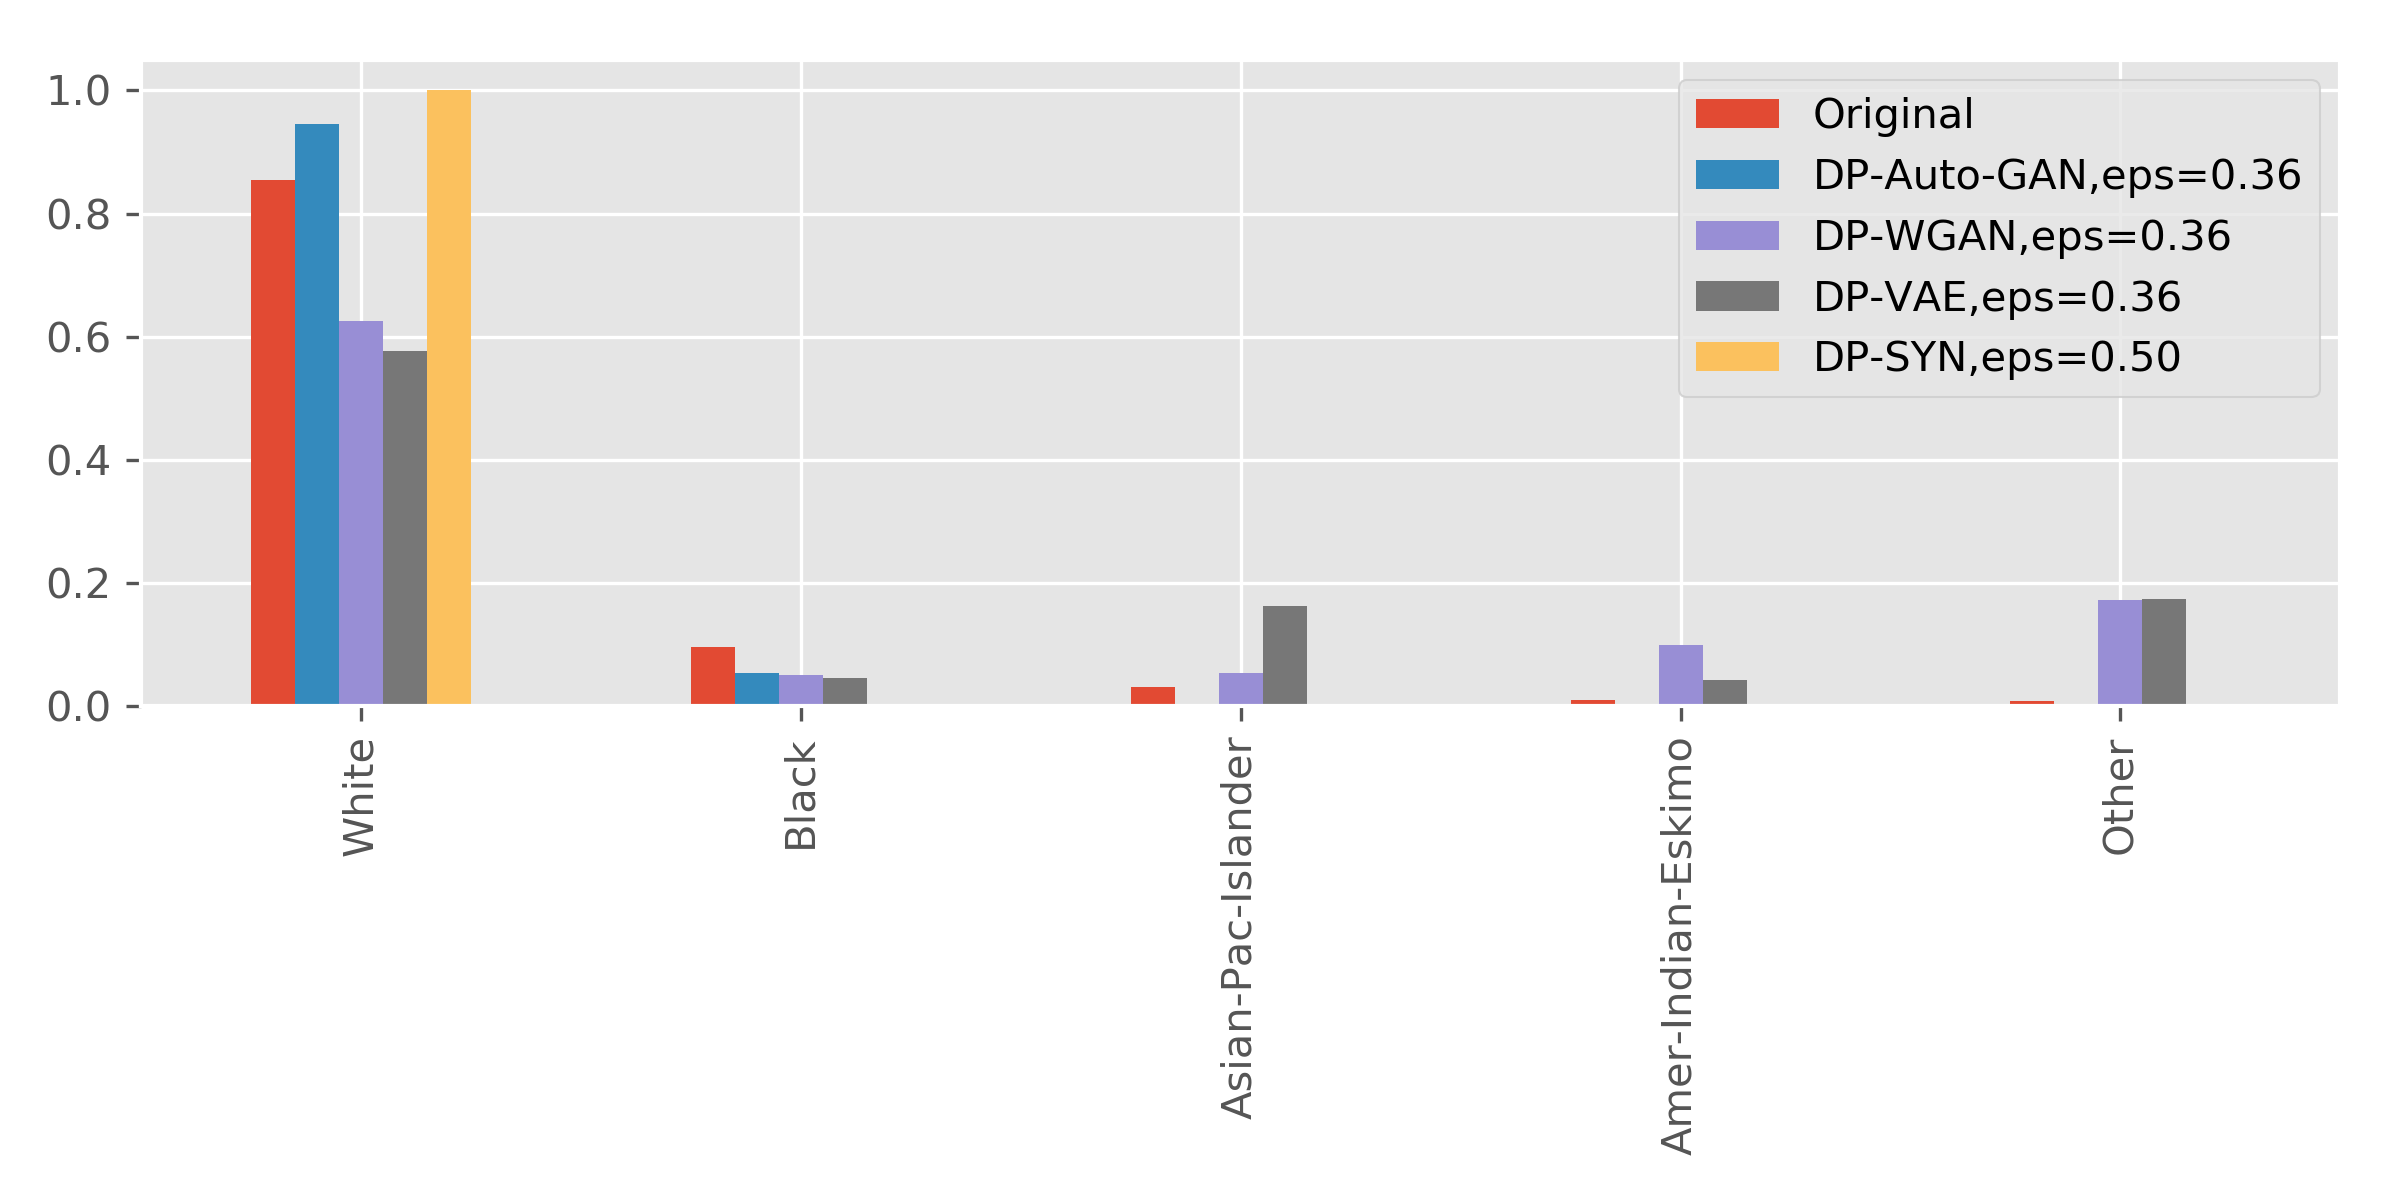 1.0
0.8
0.6
0.4
0.2
0.0
Original
DP-Auto-GAN,eps=0.36
DP-WGAN,eps=0.36
DP-VAE,eps=0.36
DP-SYN,eps=0.50
White
Black
Asian-Pac-Islander
Amer-Indian-Eskimo
Other